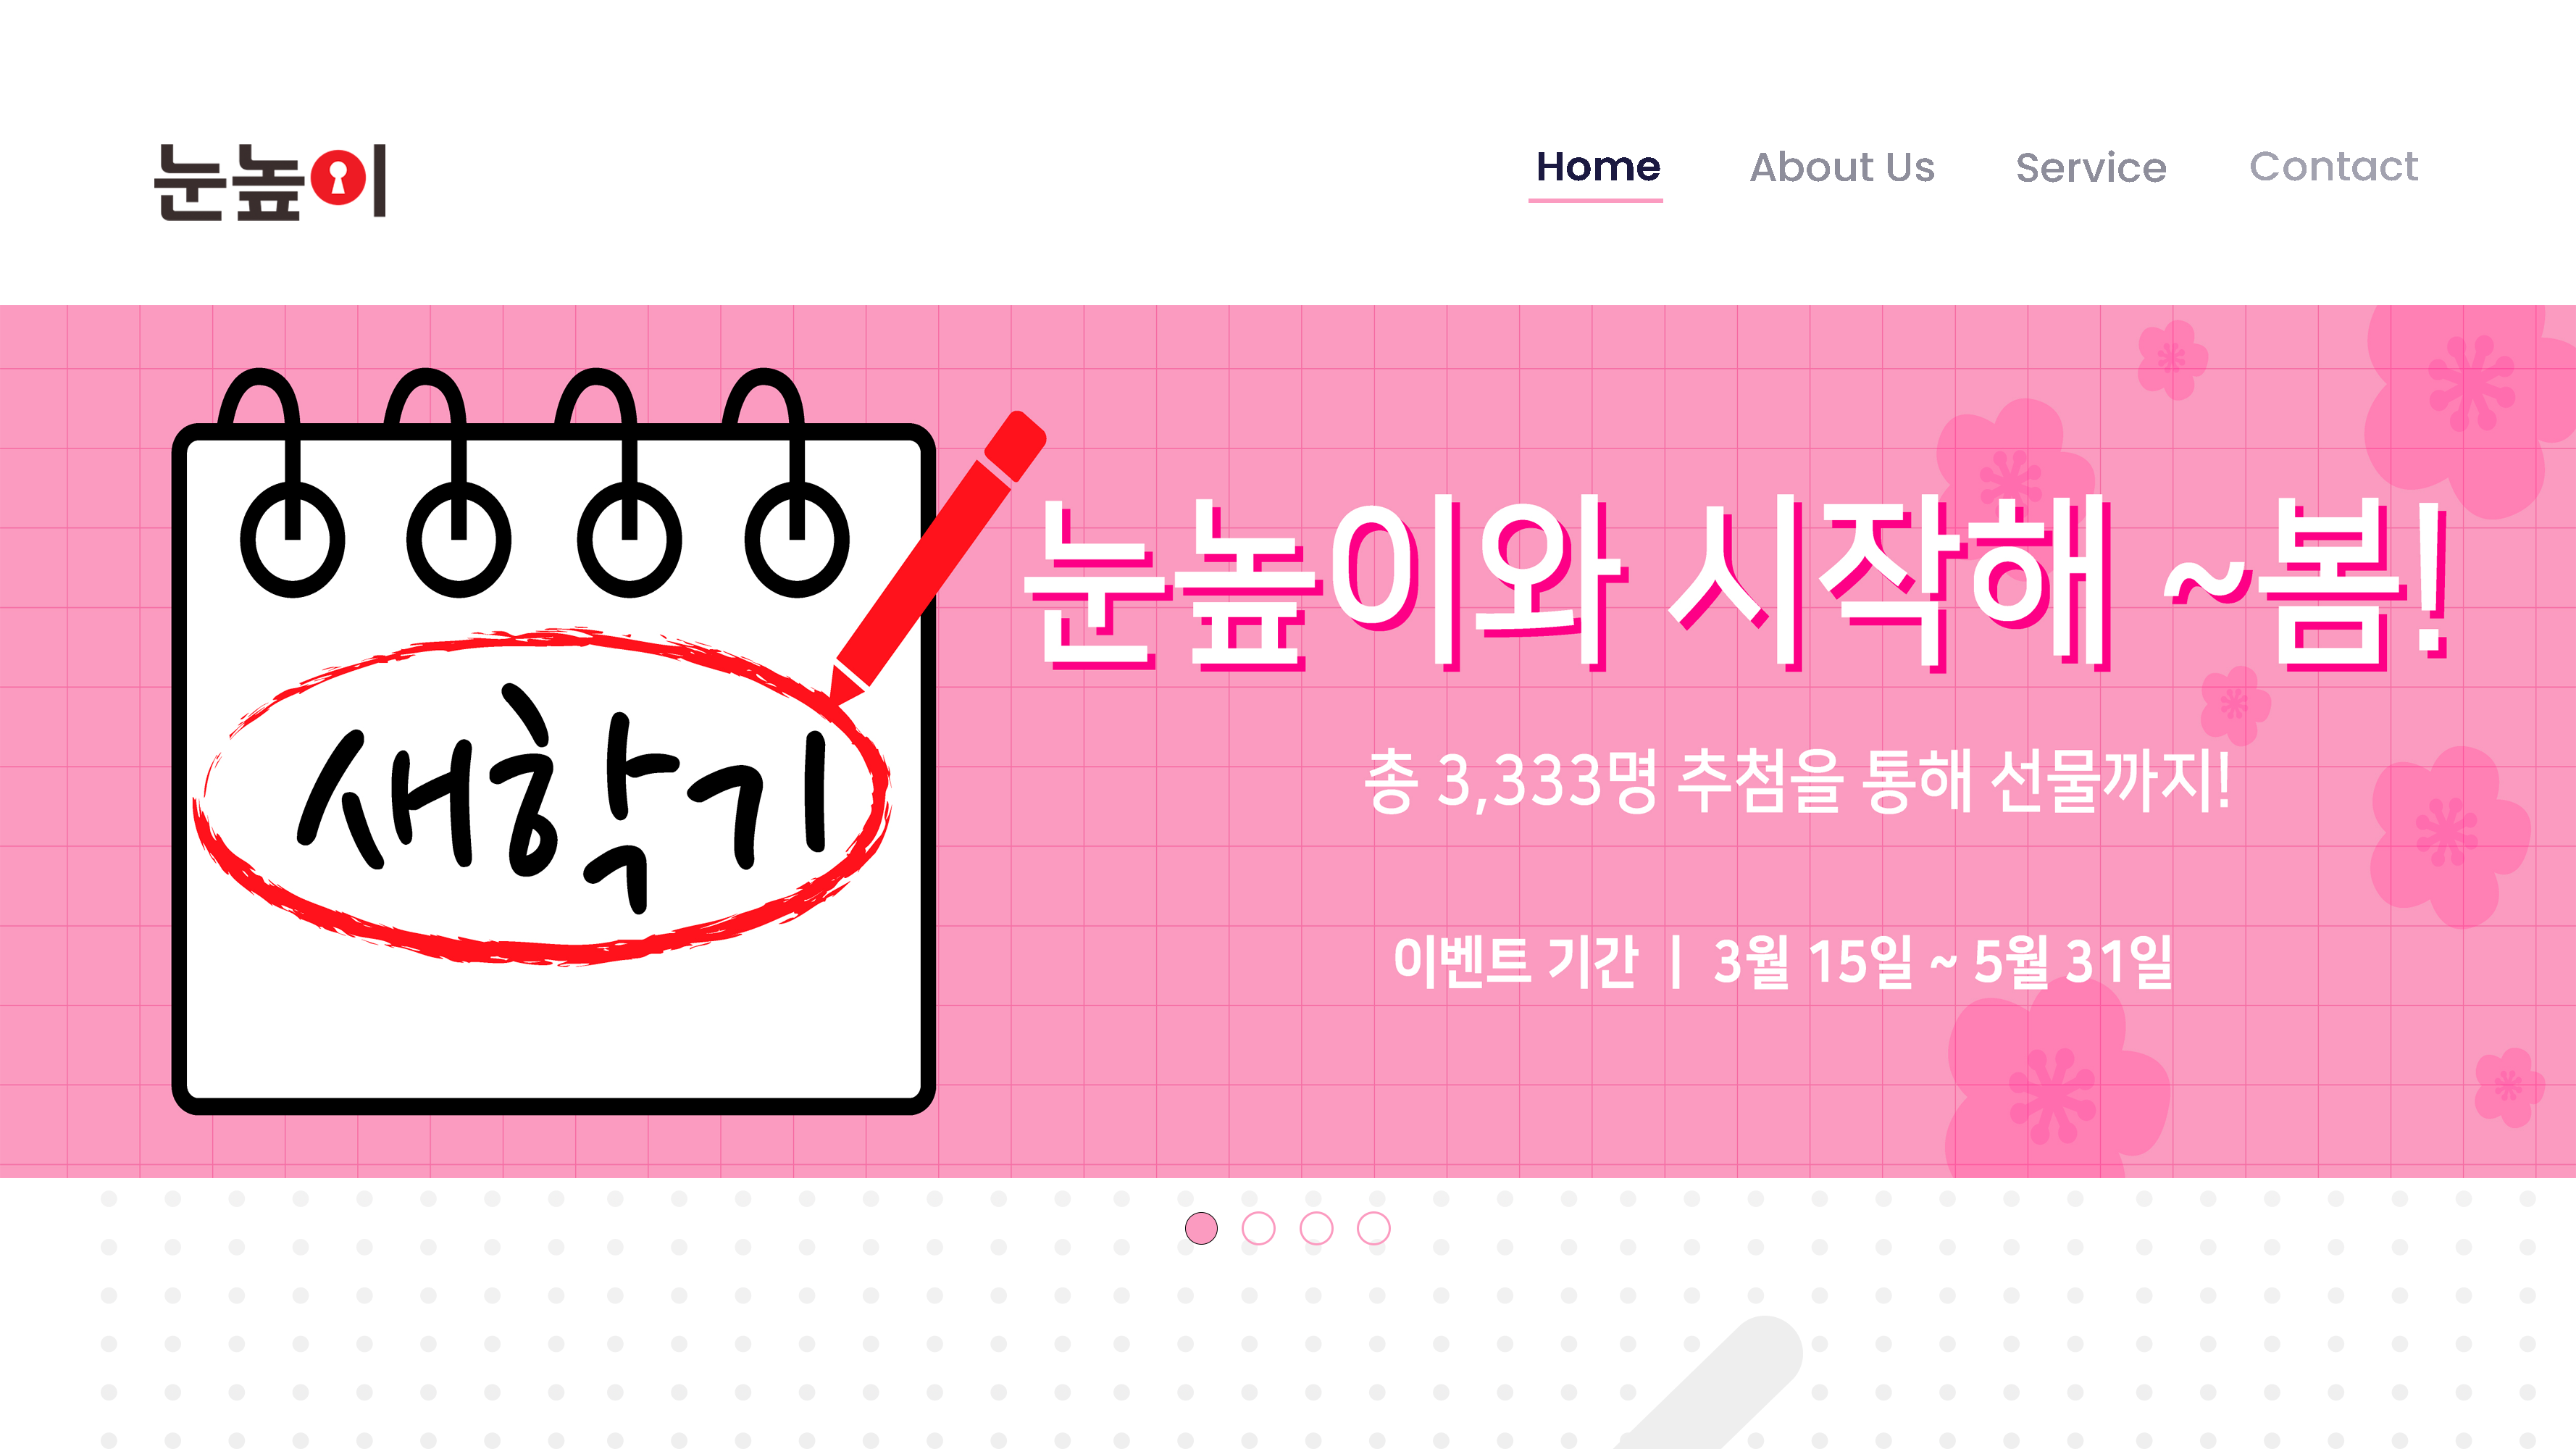 눈높이
Home About Us Service Contact
새학기
눈높이와 시작해 ~봄!
총 3,333명 추첨을 통해 선물까지!
이벤트 기간 | 3월 15일 ~ 5월 31일